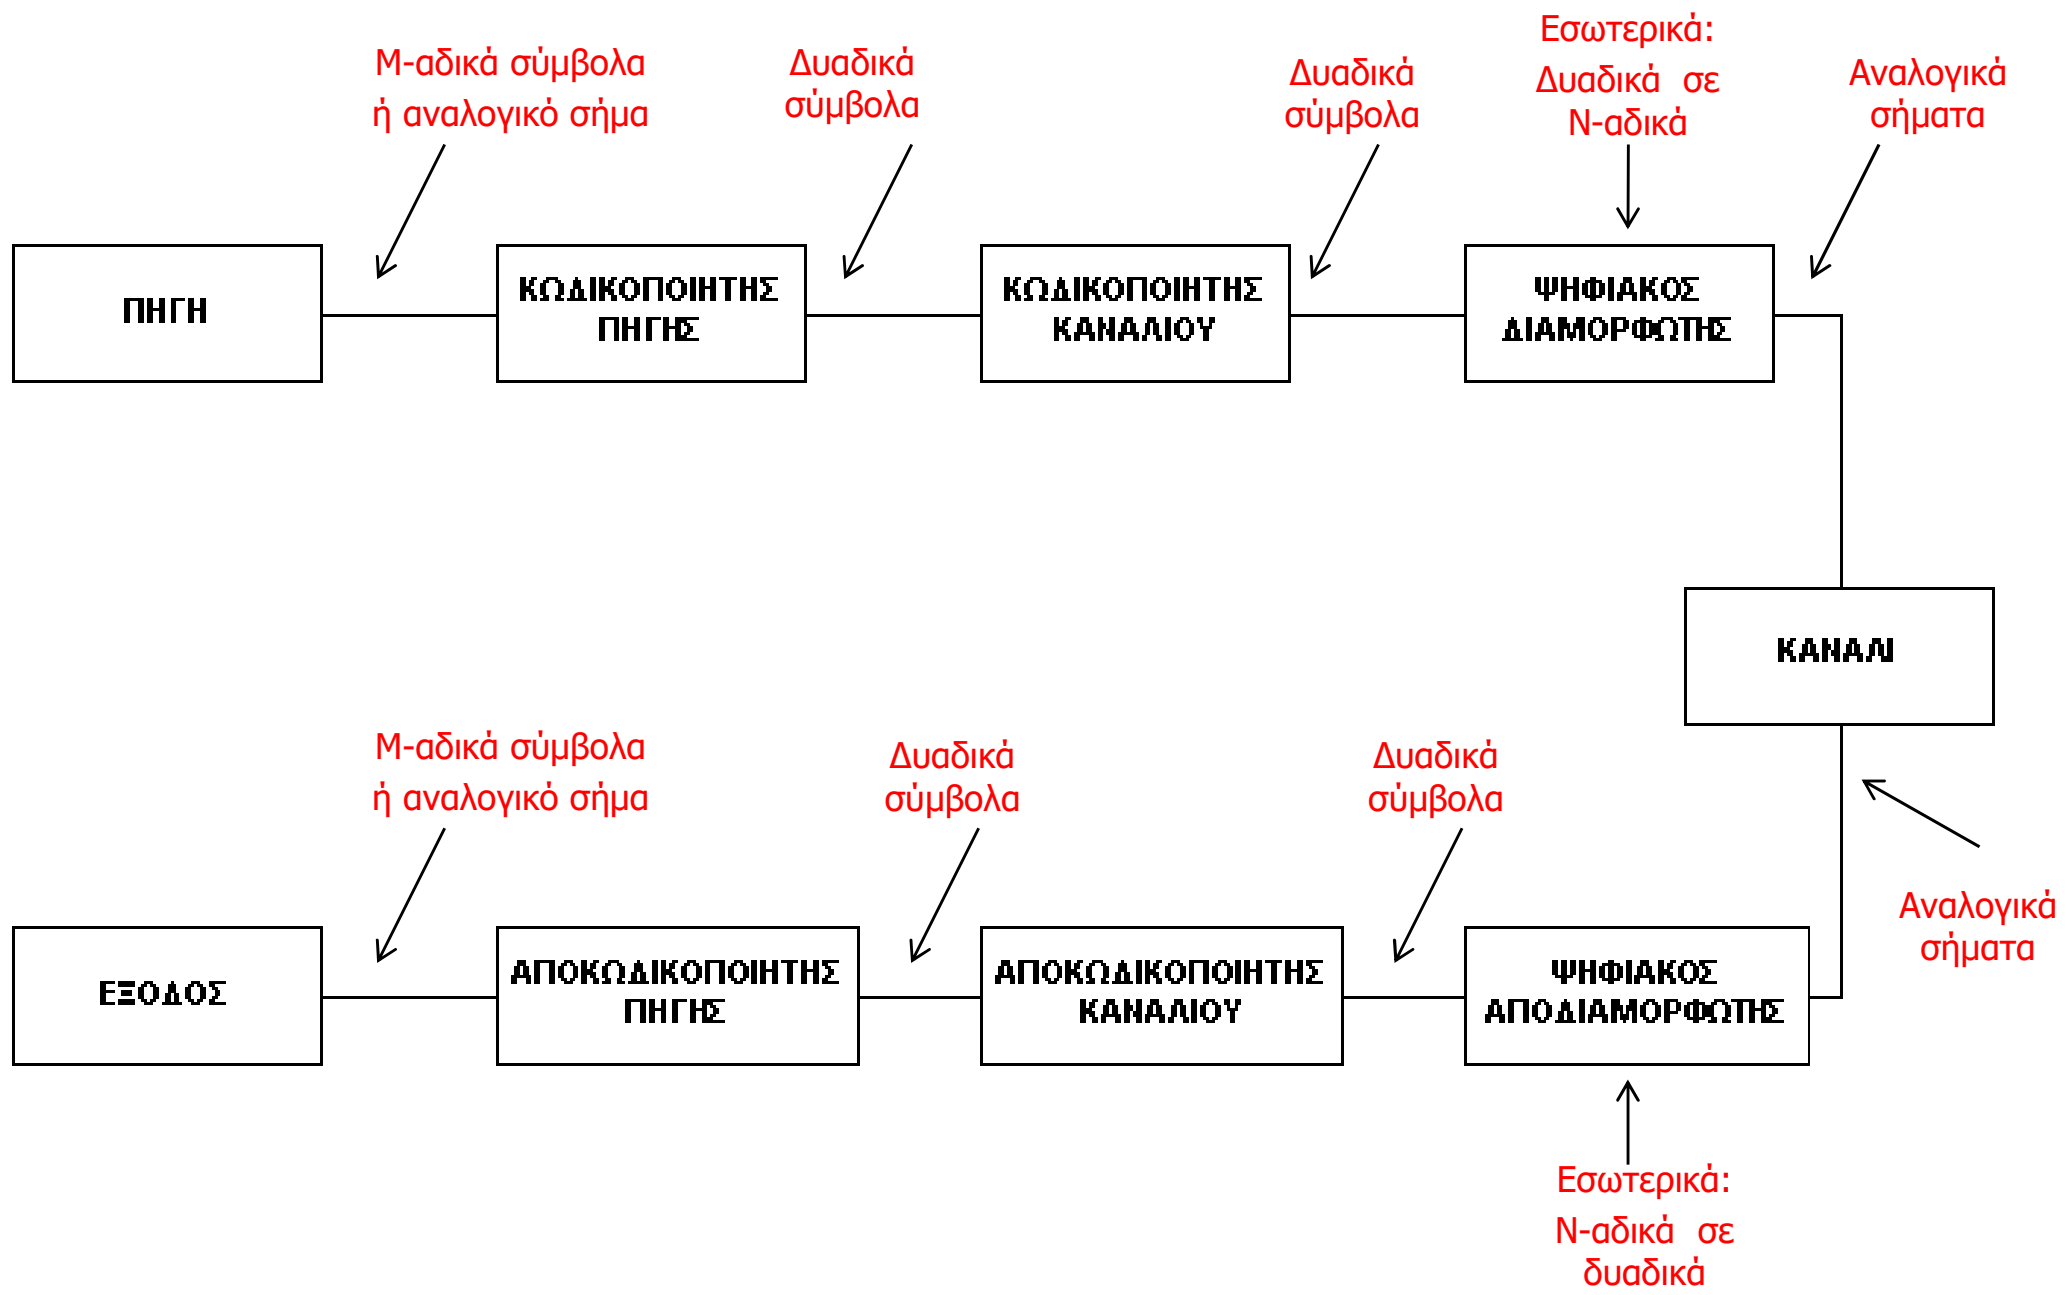 Μ-αδικά σύμβολα
ή αναλογικό σήμα
Δυαδικά
σύμβολα
Δυαδικά
σύμβολα
Εσωτερικά:
Δυαδικά σε
Ν-αδικά
Αναλογικά
σήματα
ΠΗΓΗ
ΚΩΔΙΚΟΠΟΙΗΤΗΣ
ΠΗΓΗΣ
ΚΩΔΙΚΟΠΟΙΗΤΗΣ
ΚΑΝΑΛΙΟΥ
ΨΗΦΙΑΚΟΣ
ΔΙΑΜΟΡΦΩΤΗΣ
ΚΑΝΑΛΙ
Μ-αδικά σύμβολα
ή αναλογικό σήμα
Δυαδικά
σύμβολα
Δυαδικά
σύμβολα
Αναλογικά
σήματα
ΕΞΟΔΟΣ
ΑΠΟΚΩΔΙΚΟΠΟΙΗΤΗΣ
ΠΗΓΗΣ
ΑΠΟΚΩΔΙΚΟΠΟΙΗΤΗΣ
ΚΑΝΑΛΙΟΥ
ΨΗΦΙΑΚΟΣ
ΑΠΟΔΙΑΜΟΡΦΩΤΗΣ
Εσωτερικά:
Ν-αδικά σε
δυαδικά